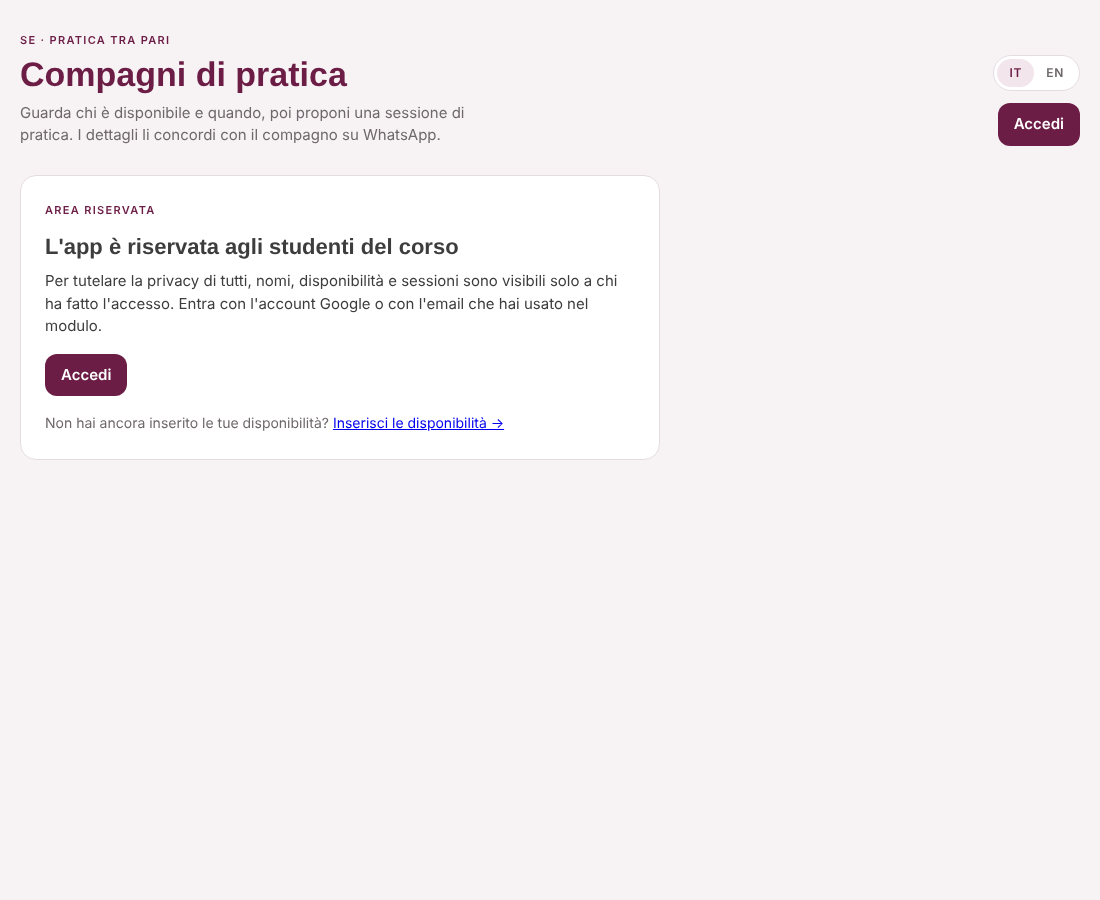 SE · PRATICA TRA PARI
Compagni di pratica
Guarda chi è disponibile e quando, poi proponi una sessione di
pratica. I dettagli li concordi con il compagno su WhatsApp.
IT EN
Accedi
AREA RISERVATA
L'app è riservata agli studenti del corso
Per tutelare la privacy di tutti, nomi, disponibilità e sessioni sono visibili solo a chi
ha fatto l'accesso. Entra con l'account Google o con l'email che hai usato nel
modulo.
Accedi
Non hai ancora inserito le tue disponibilità? Inserisci le disponibilità →